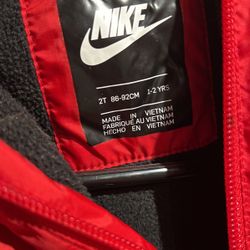 NIKE
2T 86-92CM 1-2 YRS
MADE IN VIETNAM
FABRIQUÉ AU VIETNAM
HECHO EN VIETNAM